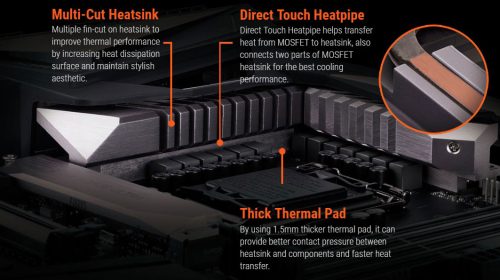 Multi-Cut Heatsink
Multiple fin-cut on heatsink to
improve thermal performance
by increasing heat dissipation
surface and maintain stylish
aesthetic.
Direct Touch Heatpipe
Direct Touch Heatpipe helps transfer
heat from MOSFET to heatsink, also
connects two parts of MOSFET
heatsink for the best cooling
performance.
Thick Thermal Pad
By using 1.5mm thicker thermal pad, it can
provide better contact pressure between
heatsink and components and faster heat
transfer.